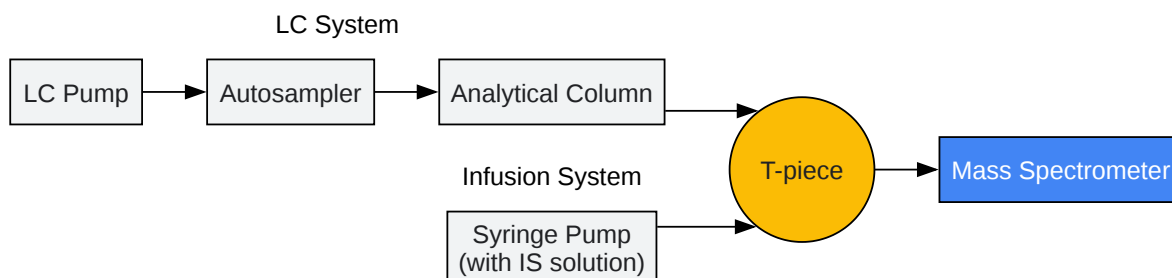 LC System
LC Pump
Autosampler
Analytical Column
T-piece
Mass Spectrometer
Infusion System
Syringe Pump
(with IS solution)